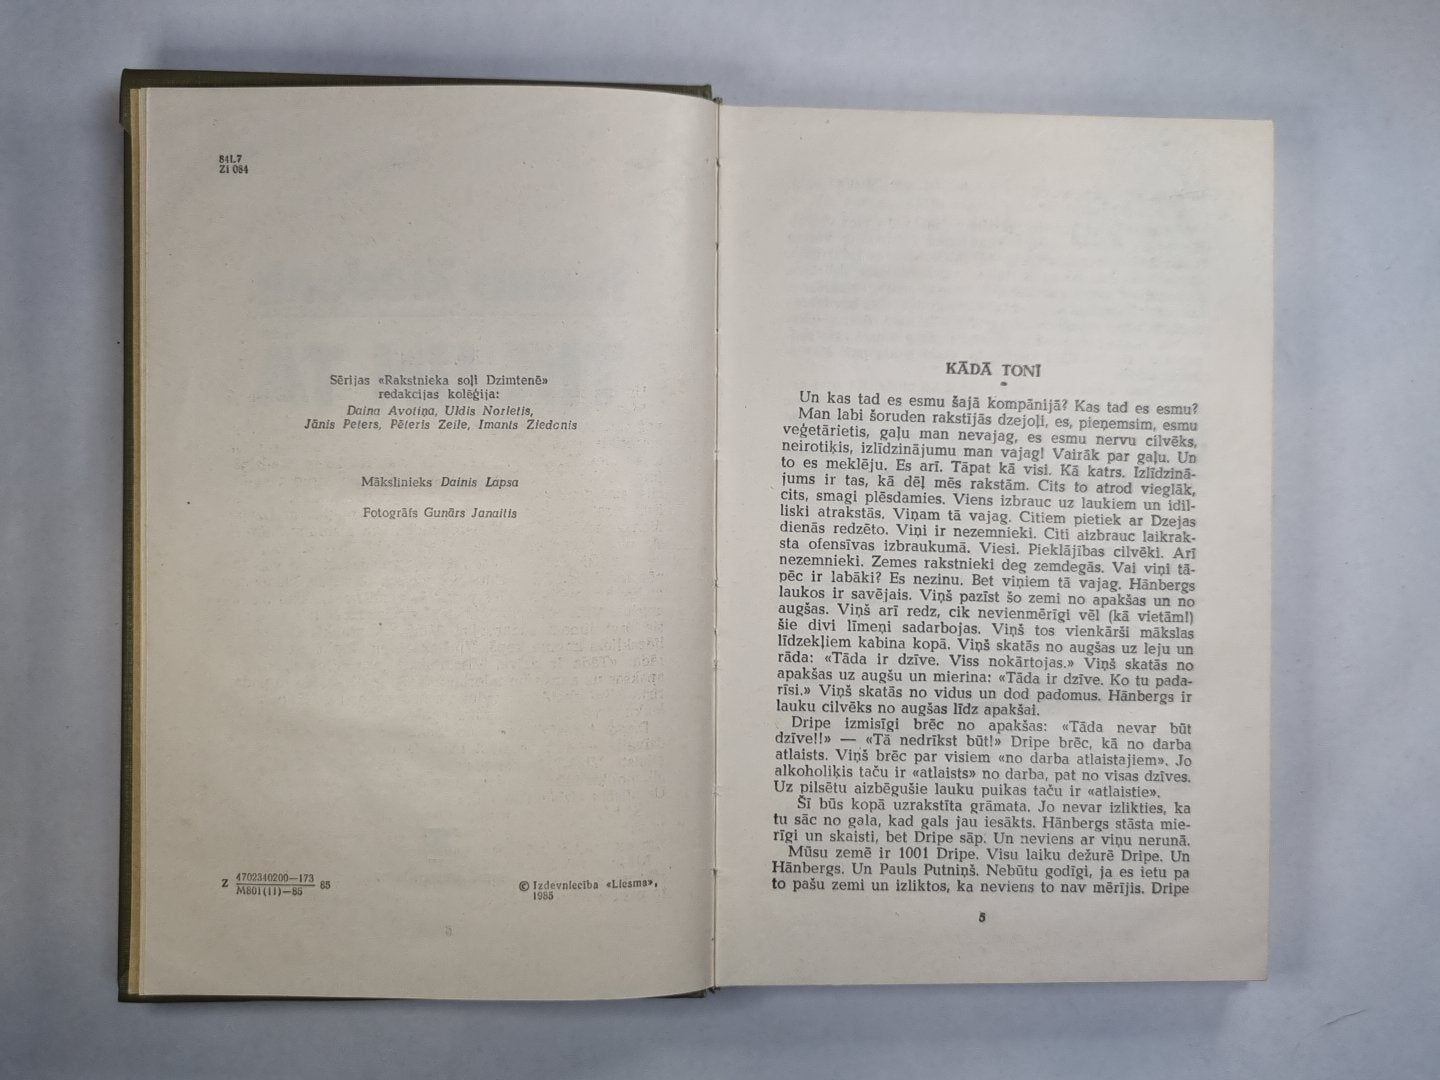 84L7
Zi 084
Sērijas «Rakstnieka soļi Dzimtenē»
redakcijas kolēģija:
Daina Avotiņa, Uldis Norietis,
Jānis Peters, Pēteris Zeile, Imants Ziedonis
Mākslinieks Dainis Lapsa
Fotogrāfs Gunārs Janaitis
Z 4702340200—173
M801(11)—85 85
© Izdevniecība «Liesma»,
1985
KĀDĀ TONĪ
Un kas tad es esmu šajā kompānijā? Kas tad es esmu?
Man labi šoruden rakstījās dzejoļi, es, pieņemsim, esmu
veģetārietis, gaļu man nevajag, es esmu nervu cilvēks,
neirotiķis, izlīdzinājumu man vajag! Vairāk par gaļu. Un
to es meklēju. Es arī. Tāpat kā visi. Kā katrs. Izlīdzinā-
jums ir tas, kā dēļ mēs rakstām. Cits to atrod vieglāk,
cits, smagi plēsdamies. Viens izbrauc uz laukiem un idil-
liski atrakstās. Viņam tā vajag. Citiem pietiek ar Dzejas
dienās redzēto. Viņi ir nezemnieki. Citi aizbrauc laikrak-
sta ofensīvas izbraukumā. Viesi. Pieklājības cilvēki. Arī
nezemnieki. Zemes rakstnieki deg zemdegās. Vai viņi tā-
pēc ir labāki? Es nezinu. Bet viņiem tā vajag. Hānbergs
laukos ir savējais. Viņš pazīst šo zemi no apakšas un no
augšas. Viņš arī redz, cik nevienmērīgi vēl (kā vietām!)
šie divi līmeņi sadarbojas. Viņš tos vienkārši mākslas
līdzekļiem kabina kopā. Viņš skatās no augšas uz leju un
rāda: «Tāda ir dzīve. Viss nokārtojas.» Viņš skatās no
apakšas uz augšu un mierina: «Tāda ir dzīve. Ko tu pada-
rīsi.» Viņš skatās no vidus un dod padomus. Hānbergs ir
lauku cilvēks no augšas līdz apakšai.
Dripe izmisīgi brēc no apakšas: «Tāda nevar būt
dzīve!!» — «Tā nedrīkst būt!» Dripe brēc, kā no darba
atlaists. Viņš brēc par visiem «no darba atlaistajiem». Jo
alkoholiķis taču ir «atlaists» no darba, pat no visas dzīves.
Uz pilsētu aizbēgušie lauku puikas taču ir «atlaistie».
Šī būs kopā uzrakstīta grāmata. Jo nevar izlikties, ka
tu sāc no gala, kad gals jau iesākts. Hānbergs stāsta mie-
rīgi un skaisti, bet Dripe sāp. Un neviens ar viņu nerunā.
Mūsu zemē ir 1001 Dripe. Visu laiku dežurē Dripe. Un
Hānbergs. Un Pauls Putniņš. Nebūtu godīgi, ja es ietu pa
to pašu zemi un izliktos, ka neviens to nav mērījis. Dripe
5